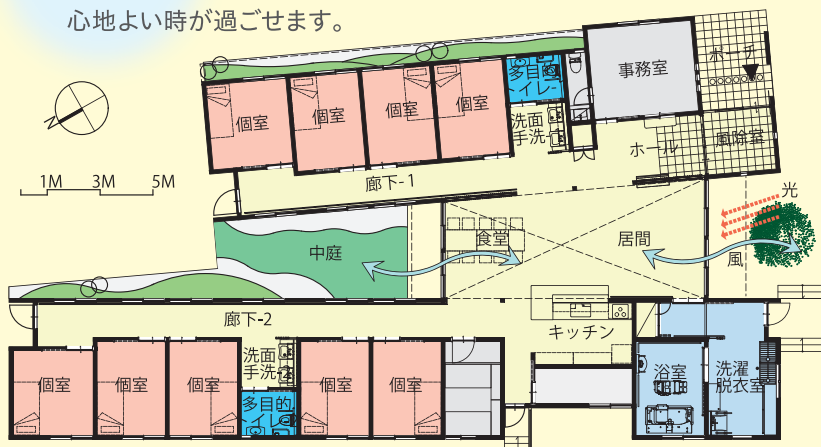 心地よい時が過ごせます。
事務室
ポーチ
多目的
トイレ-1
個室
個室
個室
個室
洗面
手洗-1
ホール
風除室
N
1M 3M 5M
廊下-1
光
食堂
居間
中庭
風
廊下-2
キッチン
洗面
手洗-2
個室
個室
個室
個室
個室
浴室
洗濯
脱衣室
多目的
トイレ-2